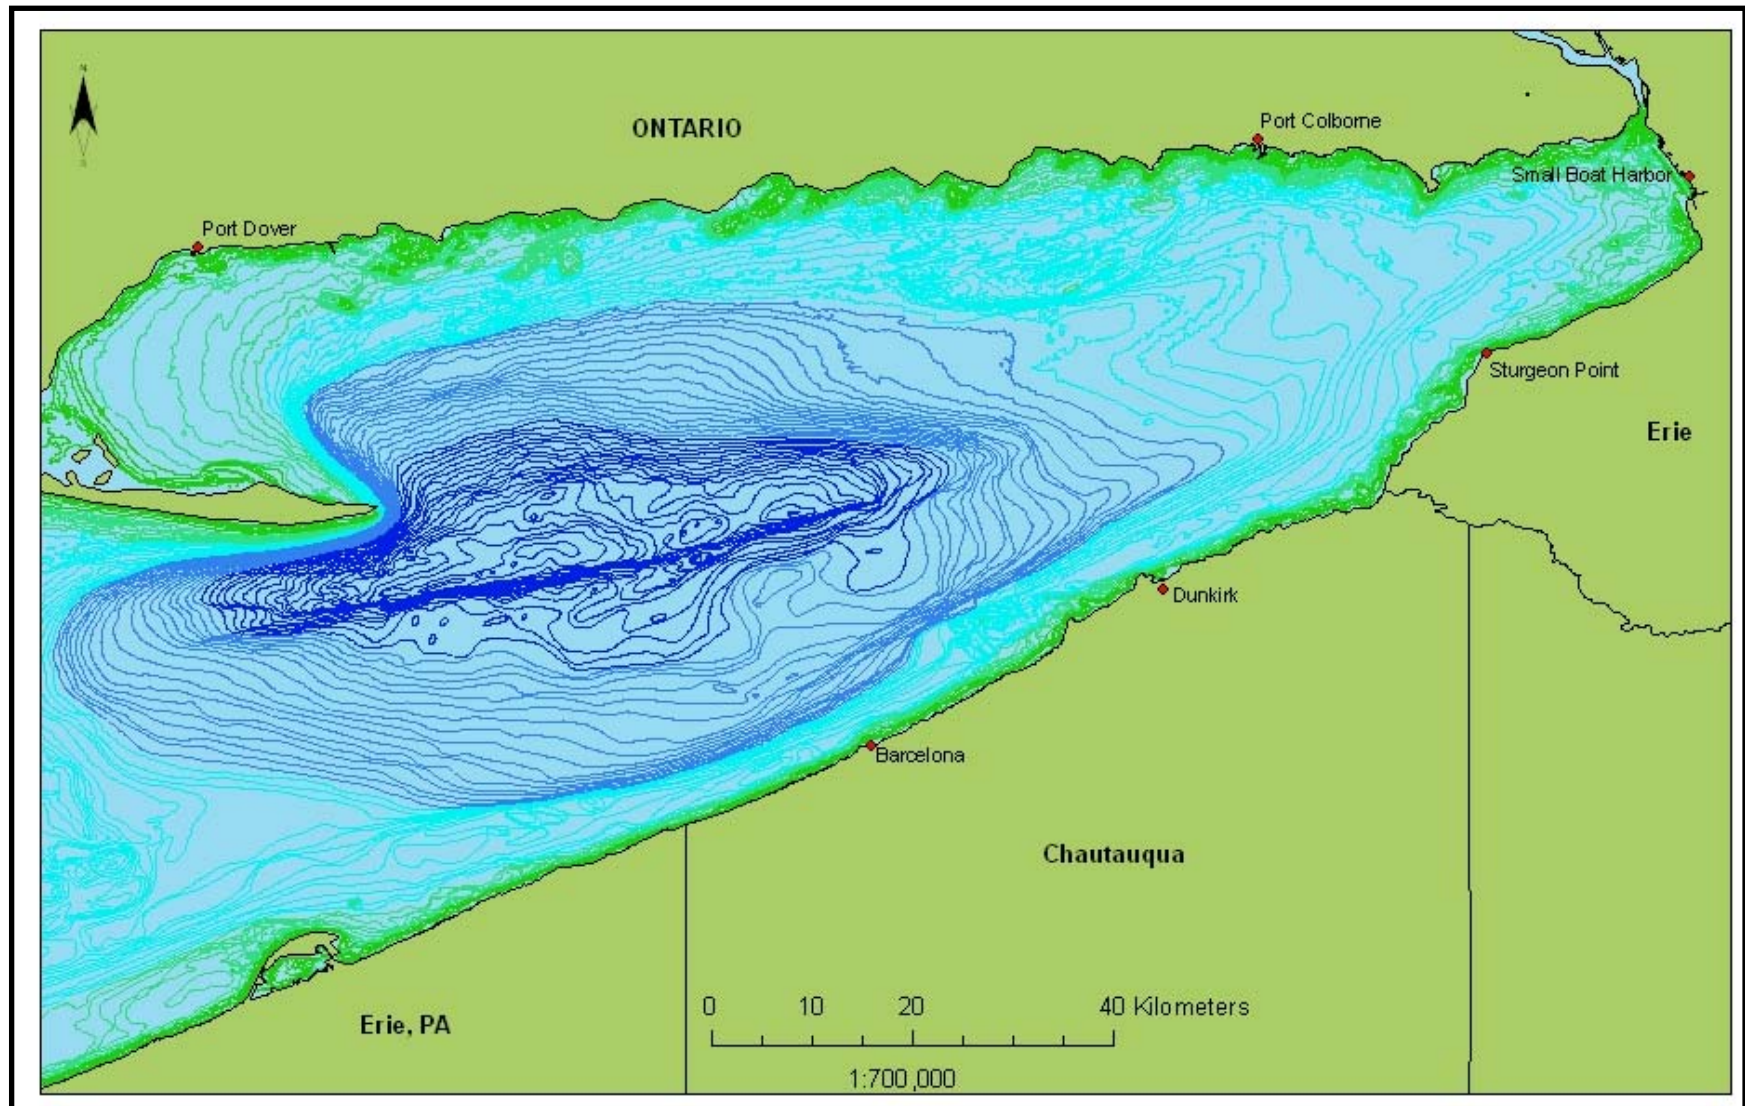 N
ONTARIO
Port Colborne
Small Boat Harbor
Port Dover
Sturgeon Point
Erie
Dunkirk
Barcelona
Chautauqua
0 10 20 40 Kilometers
Erie, PA
1:700,000